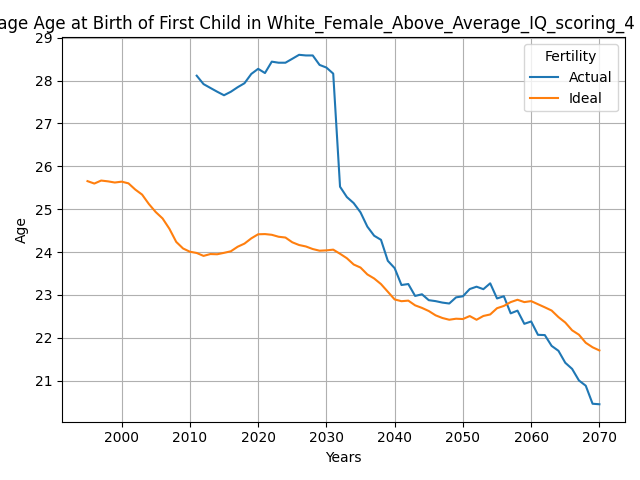 age Age at Birth of First Child in White_Female_Above_Average_IQ_scoring_4
29
28
27
26
25
24
23
22
21
Age
Fertility
Actual
Ideal
2000 2010 2020 2030 2040 2050 2060 2070
Years